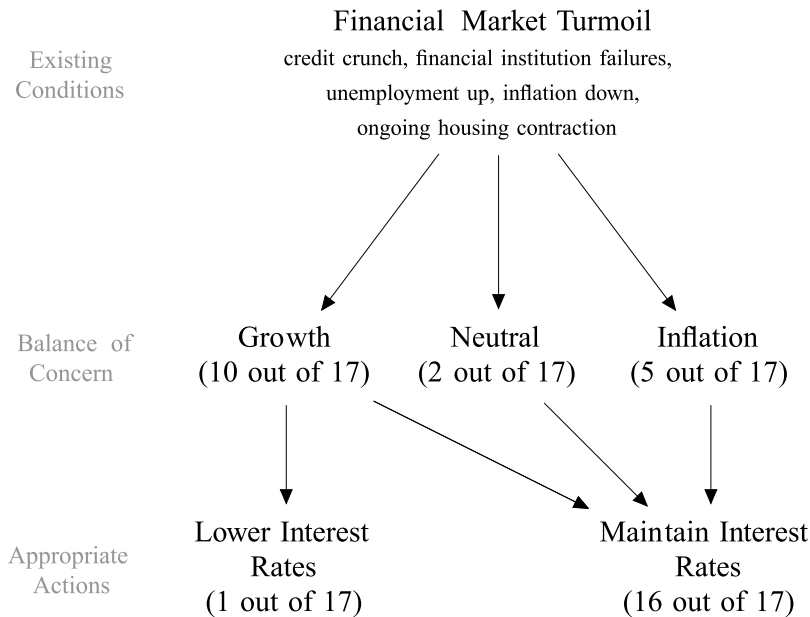 Financial Market Turmoil
Existing
Conditions
credit crunch, financial institution failures,
unemployment up, inflation down,
ongoing housing contraction
Balance of
Concern
Growth
(10 out of 17)
Neutral
(2 out of 17)
Inflation
(5 out of 17)
Appropriate
Actions
Lower Interest
Rates
(1 out of 17)
Maintain Interest
Rates
(16 out of 17)